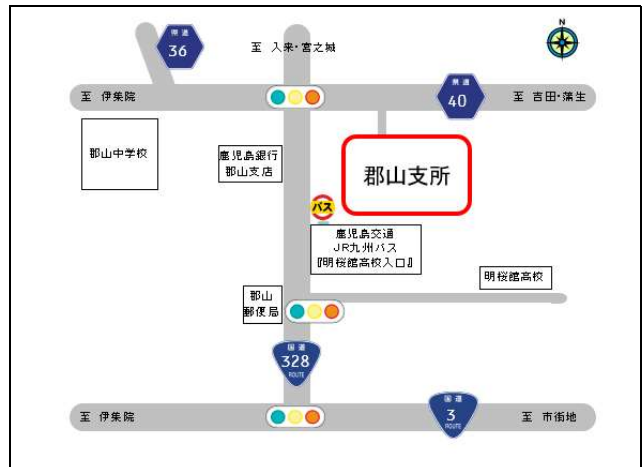 N
県道
36
至 入来・宮之城
至 伊集院
県道
40
至 吉田・蒲生
郡山中学校
鹿児島銀行
郡山支店
郡山支所
バス
鹿児島交通
JR九州バス
『明桜館高校入口』
明桜館高校
郡山
郵便局
国道
328
ROUTE
至 伊集院
国道
3
ROUTE
至 市街地